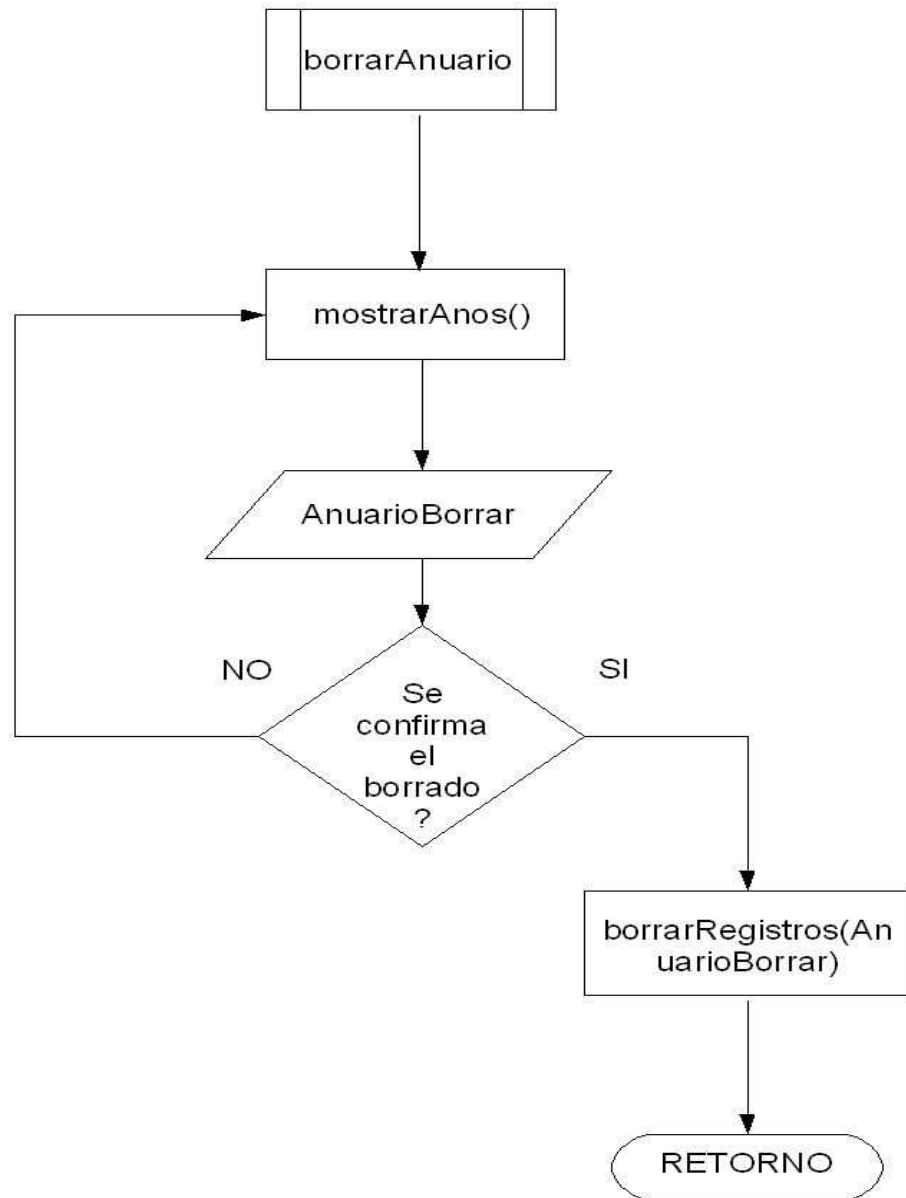 borrarAnuario
mostrarAnos()
AnuarioBorrar
NO
SI
Se
confirma
el
borrado
?
borrarRegistros(An
uarioBorrar)
RETORNO